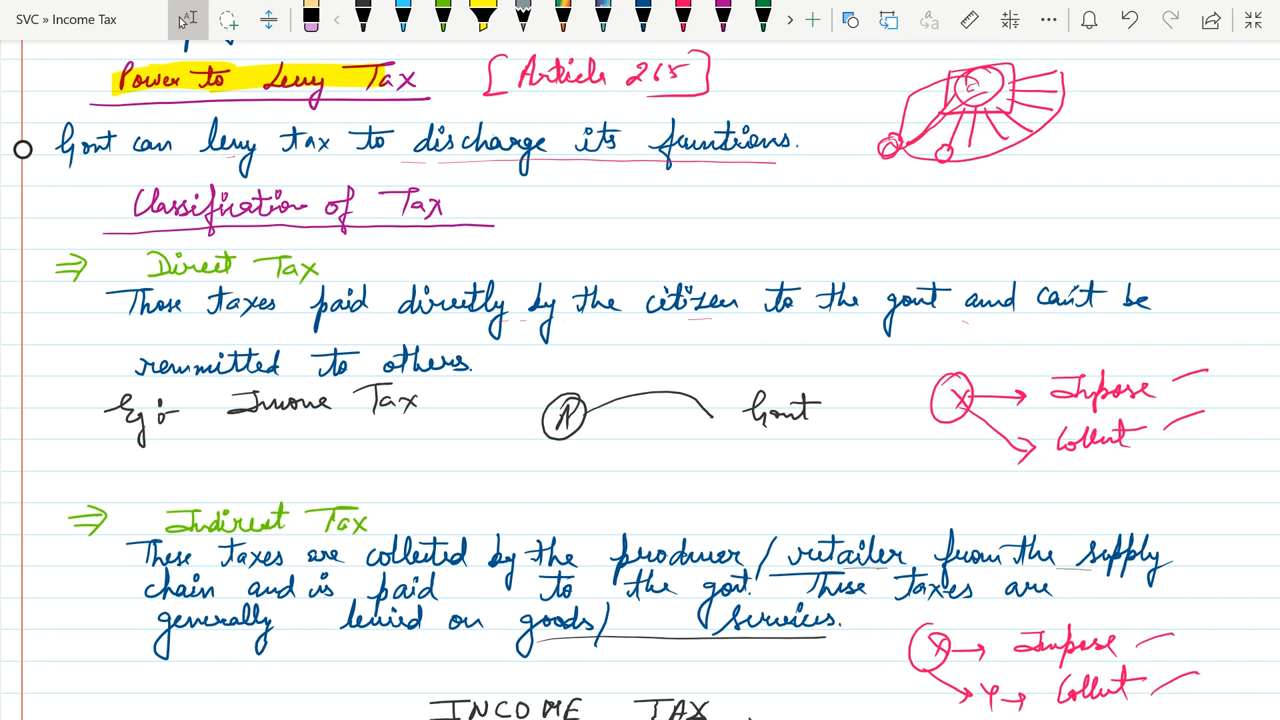 SVC » Income Tax
Power to Levy Tax [Article 265]
Govt can levy tax to discharge its functions.
Classification of Tax
⇒ Direct Tax
Those taxes paid directly by the citizen to the govt and can't be
remmitted to others.
Eg:- Income Tax A Govt X → Impose
→ Collect
⇒ Indirect Tax
These taxes are collected by the producer/retailer from the supply
chain and is paid to the govt. These taxes are
generally levied on goods/ services.
X → Impose
→ Y → Collect
INCOME TAX